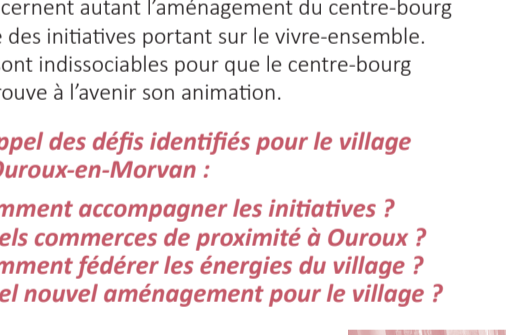 cernent autant l'aménagement du centre-bourg
des initiatives portant sur le vivre-ensemble.
ont indissociables pour que le centre-bourg
rouve à l'avenir son animation.
ppel des défis identifiés pour le village
Ouroux-en-Morvan :
mment accompagner les initiatives ?
els commerces de proximité à Ouroux ?
mment fédérer les énergies du village ?
el nouvel aménagement pour le village ?